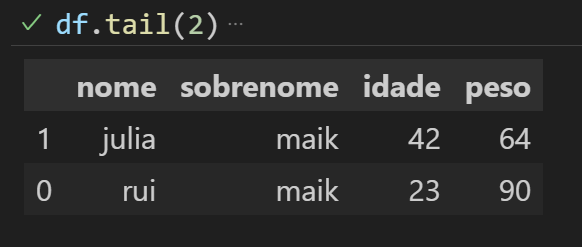 df.tail(2) ...
nome sobrenome idade peso
1 julia maik 42 64
0 rui maik 23 90